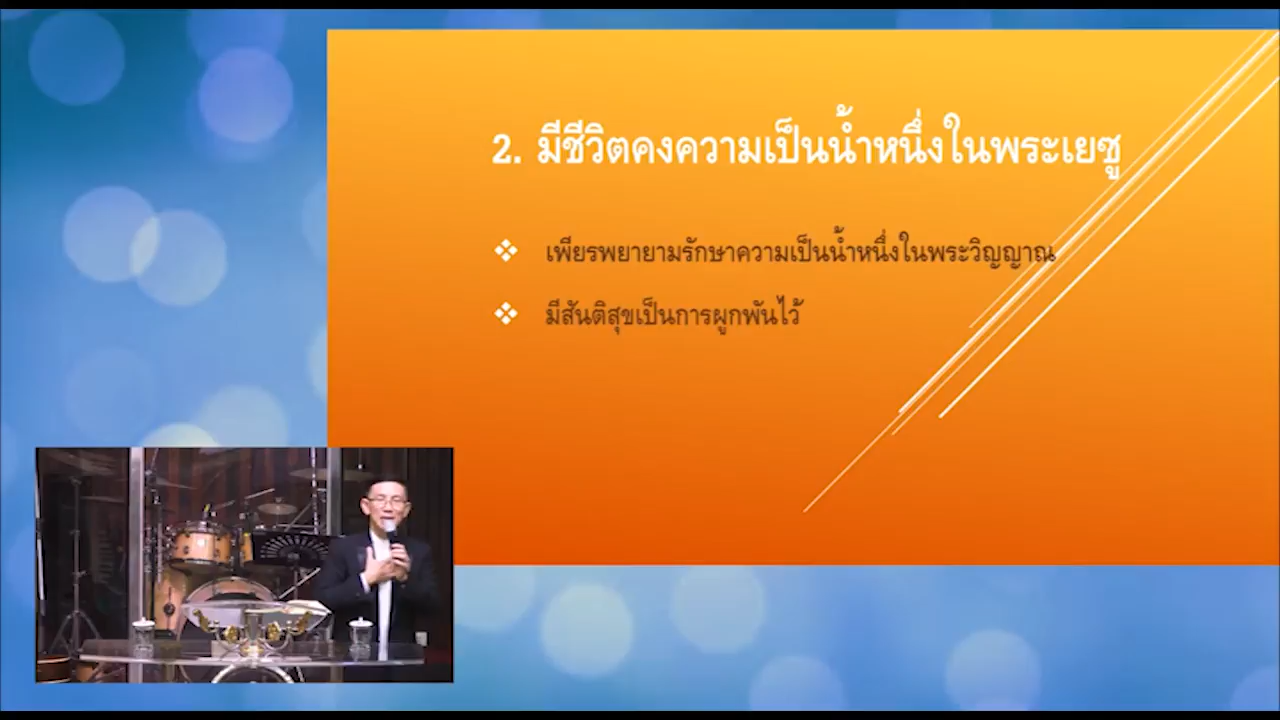 2. มีชีวิตคงความเป็นน้ำหนึ่งในพระเยซู
❖ เพียรพยายามรักษาความเป็นน้ำหนึ่งในพระวิญญาณ
❖ มีสันติสุขเป็นการผูกพันไว้